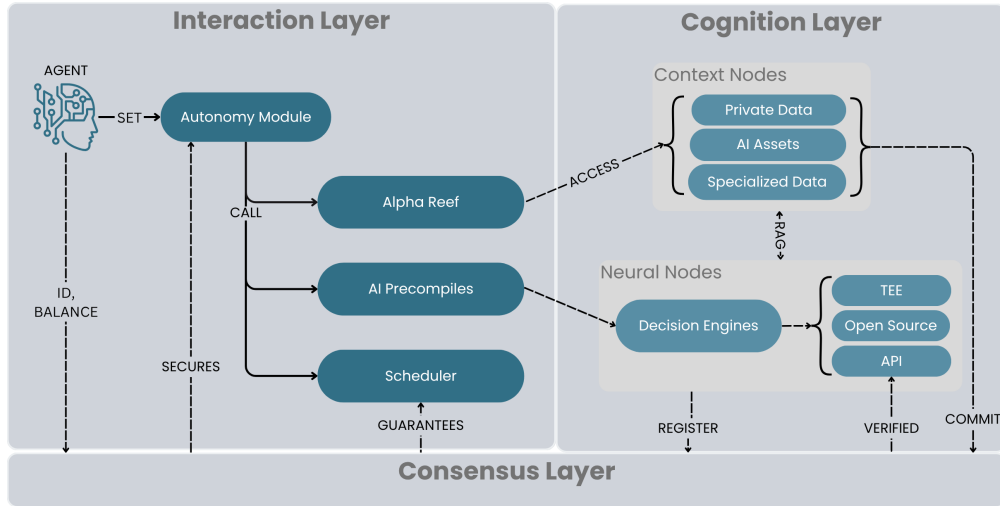 Interaction Layer
Cognition Layer
AGENT
SET
Autonomy Module
CALL
Alpha Reef
AI Precompiles
Scheduler
ID,
BALANCE
SECURES
GUARANTEES
ACCESS
Context Nodes
Private Data
AI Assets
Specialized Data
RAG
Neural Nodes
Decision Engines
TEE
Open Source
API
REGISTER
VERIFIED
COMMIT
Consensus Layer